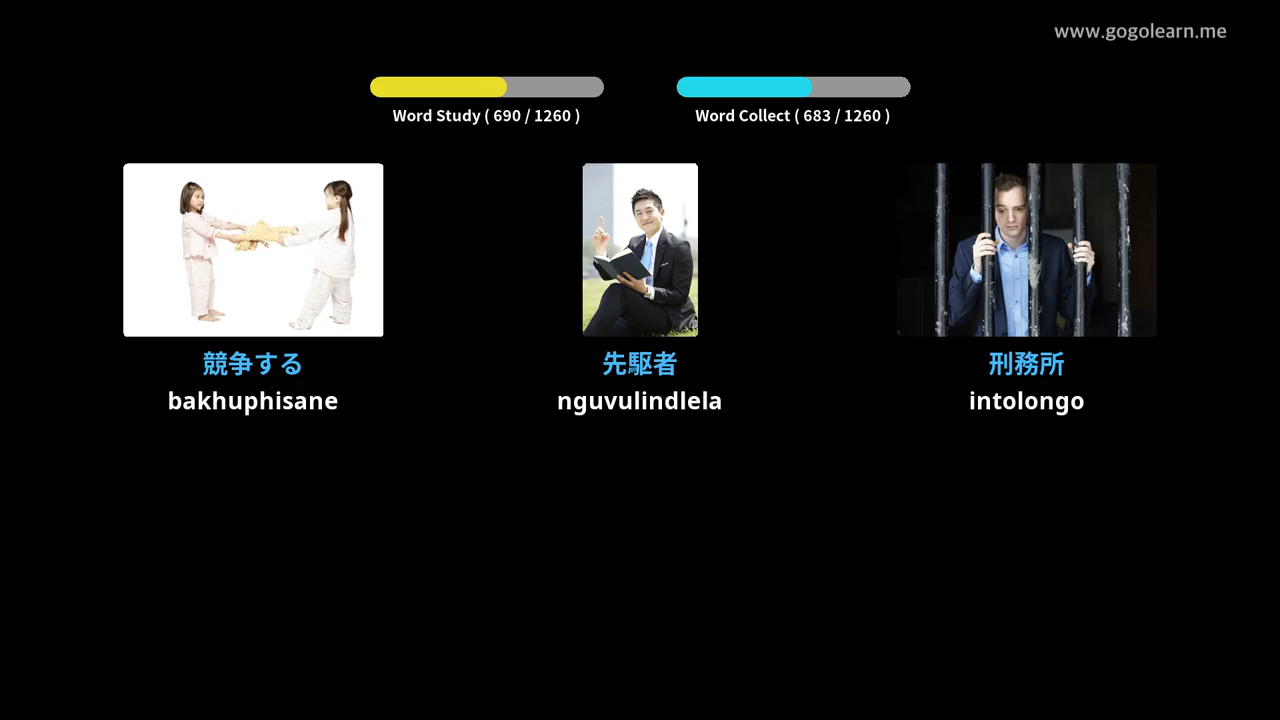 www.gogolearn.me
Word Study ( 690 / 1260 )
Word Collect ( 683 / 1260 )
競争する
bakhuphisane
先駆者
nguvulindlela
刑務所
intolongo